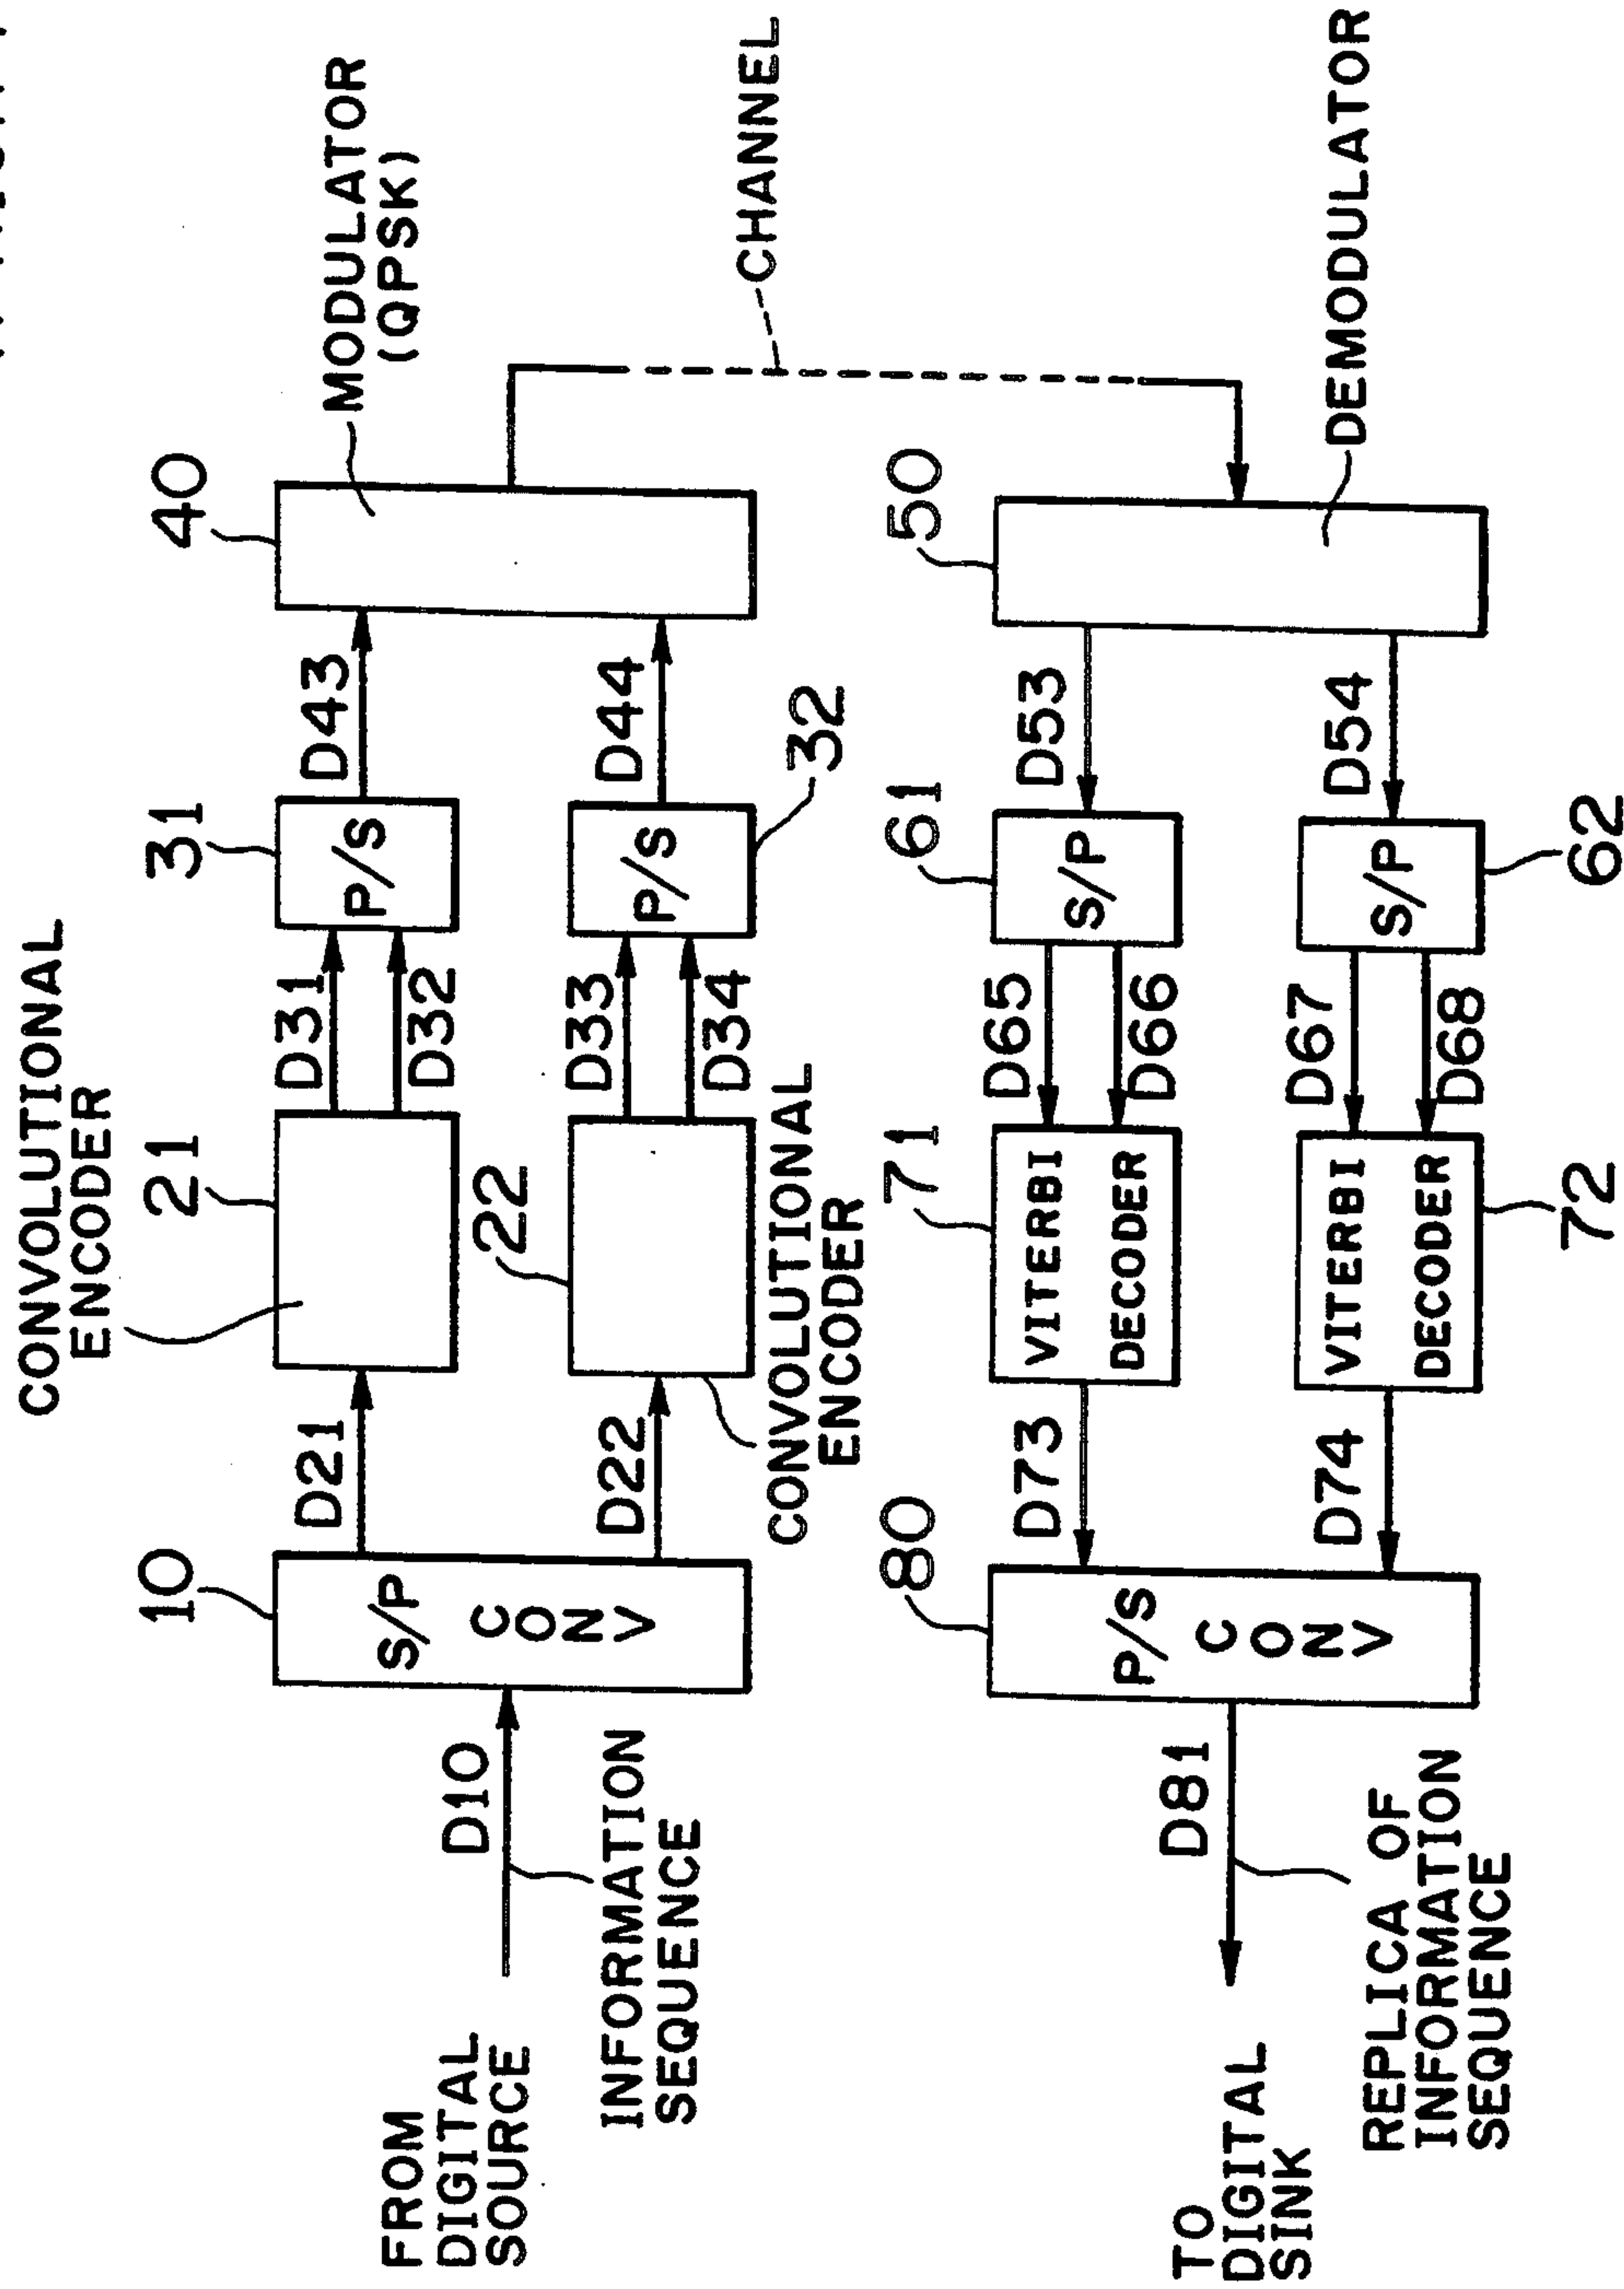 CONVOLUTIONAL
ENCODER
10
D21
21
D31
D32
31
D43
40
MODULATOR
(QPSK)
S/P
CONV
P/S
FROM
DIGITAL
SOURCE
D10
INFORMATION
SEQUENCE
D22
22
D33
D34
P/S
D44
32
CONVOLUTIONAL
ENCODER
CHANNEL
80
D73
71
D65
D66
61
D53
50
P/S
CONV
VITERBI
DECODER
S/P
TO
DIGITAL
SINK
D81
REPLICA OF
INFORMATION
SEQUENCE
D74
VITERBI
DECODER
72
D67
D68
S/P
62
D54
DEMODULATOR